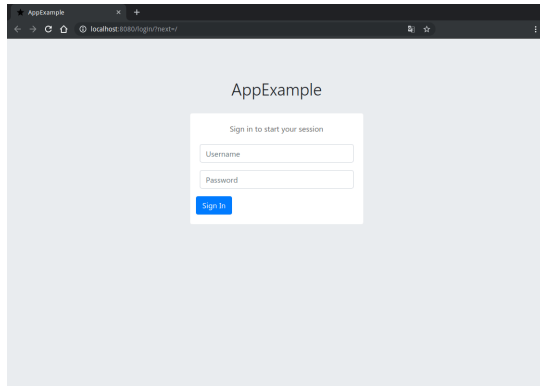 AppExample
localhost:8080/login/?next=/
AppExample
Sign in to start your session
Username
Password
Sign In